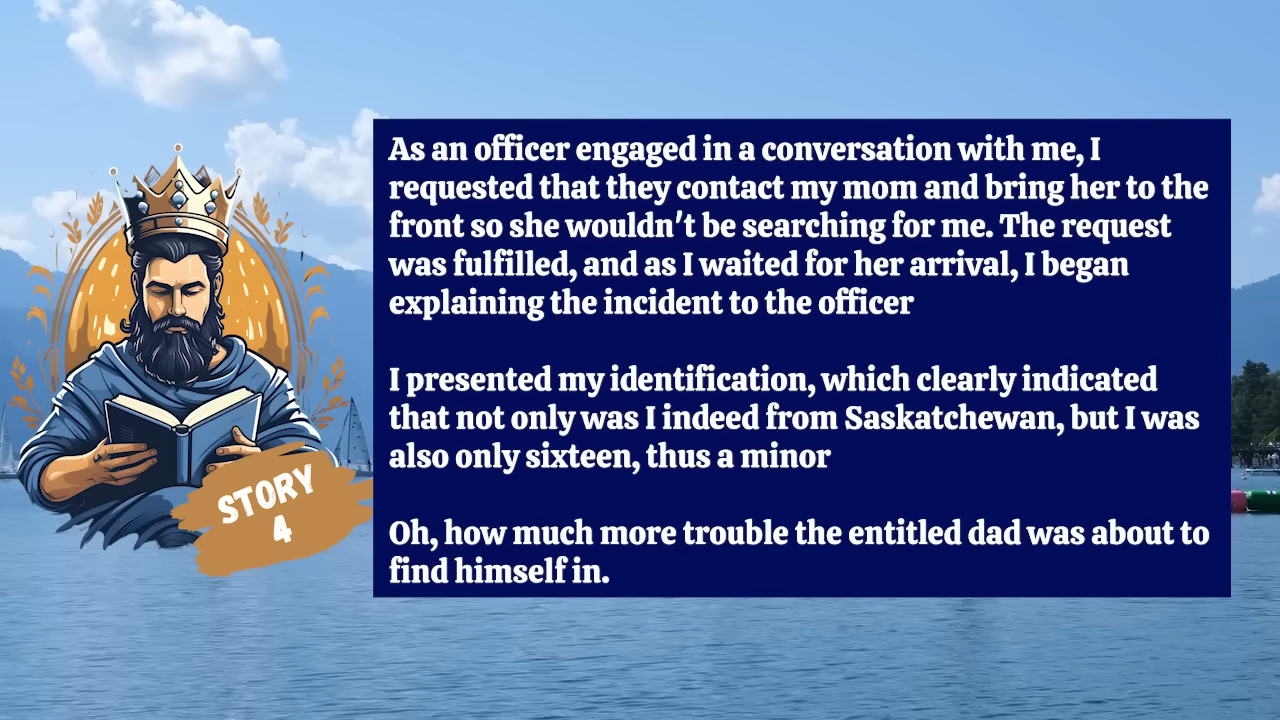 As an officer engaged in a conversation with me, I
requested that they contact my mom and bring her to the
front so she wouldn't be searching for me. The request
was fulfilled, and as I waited for her arrival, I began
explaining the incident to the officer
I presented my identification, which clearly indicated
that not only was I indeed from Saskatchewan, but I was
also only sixteen, thus a minor
Oh, how much more trouble the entitled dad was about to
find himself in.
STORY
4